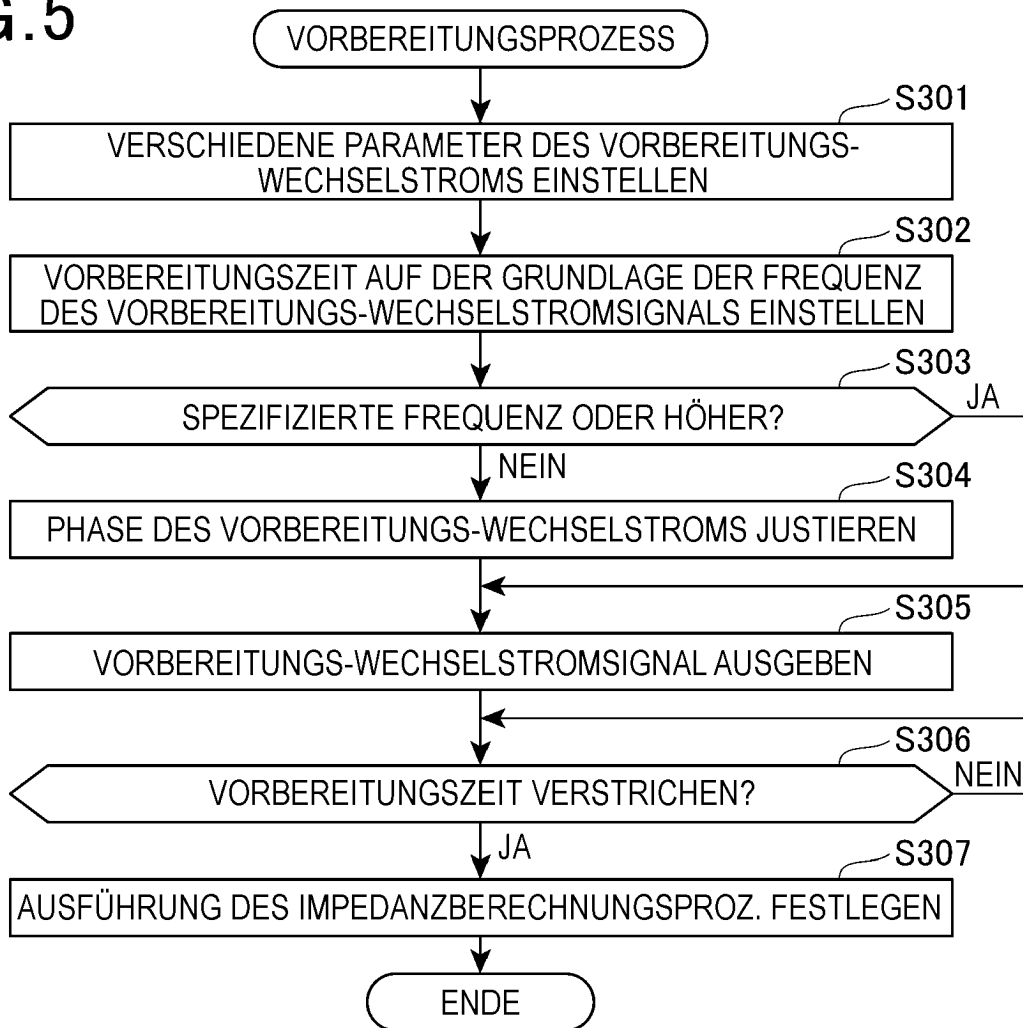 G.5
VORBEREITUNGSPROZESS
S301
VERSCHIEDENE PARAMETER DES VORBEREITUNGS-
WECHSELSTROMS EINSTELLEN
S302
VORBEREITUNGSZEIT AUF DER GRUNDLAGE DER FREQUENZ
DES VORBEREITUNGS-WECHSELSTROMSIGNALS EINSTELLEN
S303
SPEZIFIZIERTE FREQUENZ ODER HÖHER?
JA
NEIN
S304
PHASE DES VORBEREITUNGS-WECHSELSTROMS JUSTIEREN
S305
VORBEREITUNGS-WECHSELSTROMSIGNAL AUSGEBEN
S306
VORBEREITUNGSZEIT VERSTRICHEN?
NEIN
JA
S307
AUSFÜHRUNG DES IMPEDANZBERECHNUNGSPROZ. FESTLEGEN
ENDE